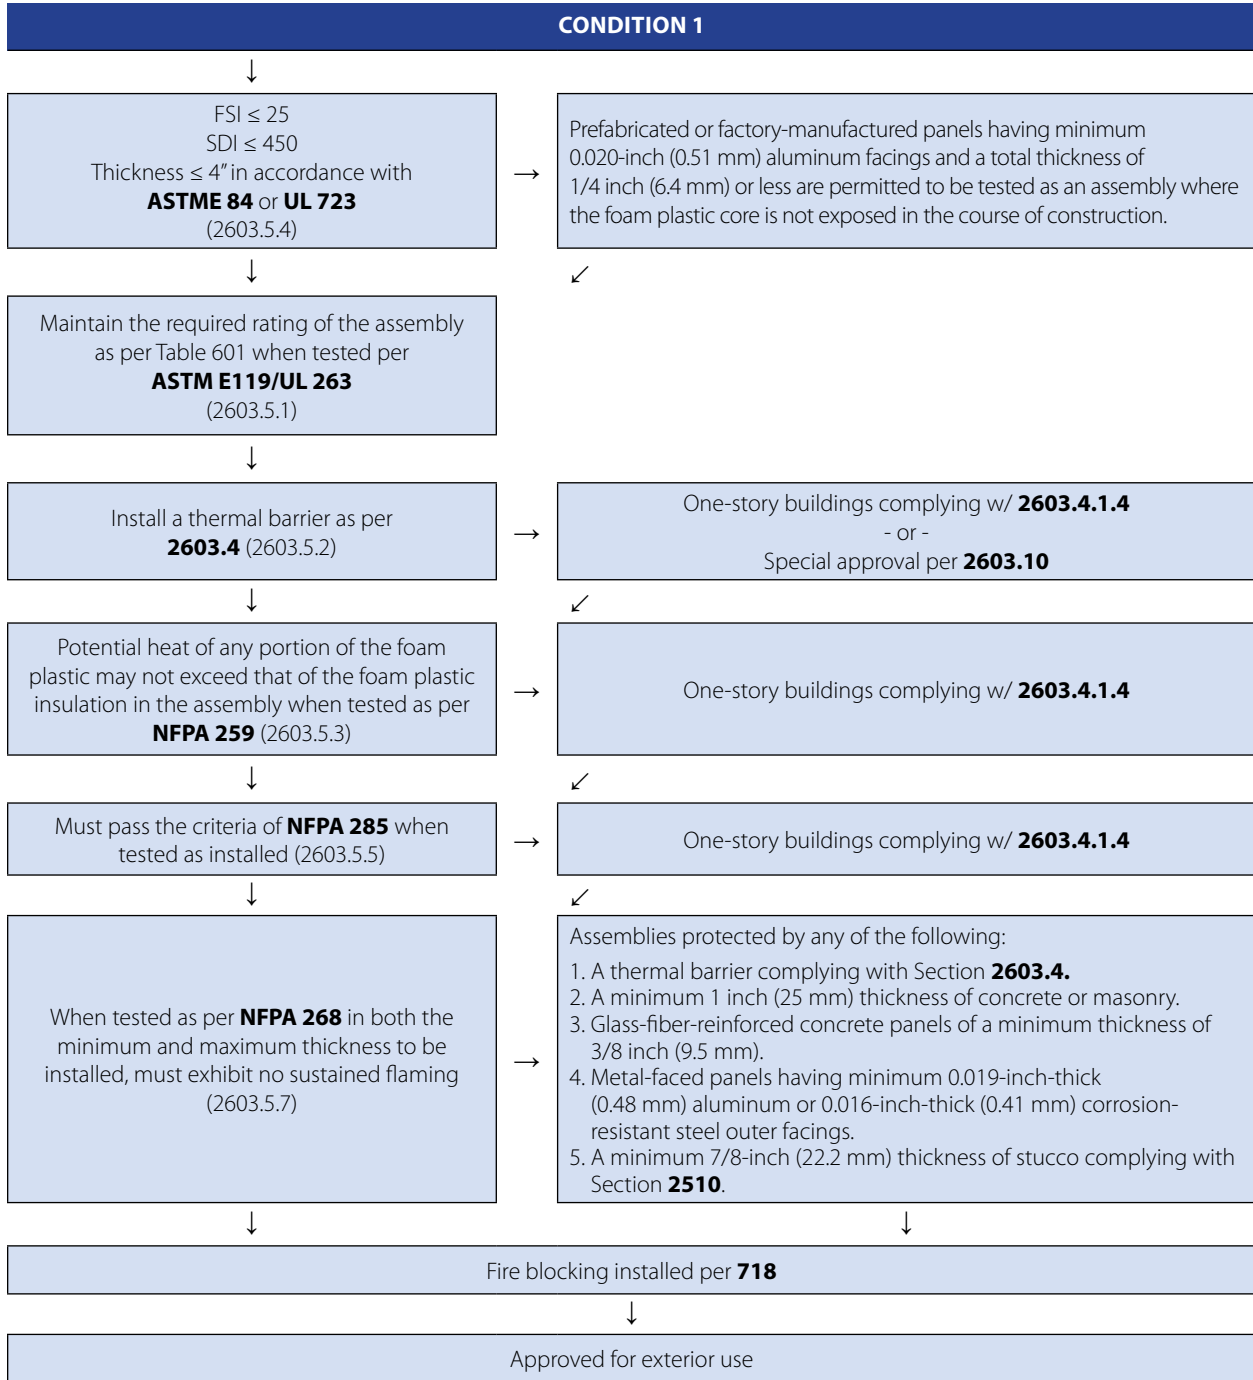 CONDITION 1
↓
FSI ≤ 25
SDI ≤ 450
Thickness ≤ 4" in accordance with
ASTME 84 or UL 723
(2603.5.4)
→
Prefabricated or factory-manufactured panels having minimum
0.020-inch (0.51 mm) aluminum facings and a total thickness of
1/4 inch (6.4 mm) or less are permitted to be tested as an assembly where
the foam plastic core is not exposed in the course of construction.
↓
↙
Maintain the required rating of the assembly
as per Table 601 when tested per
ASTM E119/UL 263
(2603.5.1)
↓
Install a thermal barrier as per
2603.4 (2603.5.2)
→
One-story buildings complying w/ 2603.4.1.4
- or -
Special approval per 2603.10
↓
↙
Potential heat of any portion of the foam
plastic may not exceed that of the foam plastic
insulation in the assembly when tested as per
NFPA 259 (2603.5.3)
→
One-story buildings complying w/ 2603.4.1.4
↓
↙
Must pass the criteria of NFPA 285 when
tested as installed (2603.5.5)
→
One-story buildings complying w/ 2603.4.1.4
↓
↙
When tested as per NFPA 268 in both the
minimum and maximum thickness to be
installed, must exhibit no sustained flaming
(2603.5.7)
→
Assemblies protected by any of the following:
1. A thermal barrier complying with Section 2603.4.
2. A minimum 1 inch (25 mm) thickness of concrete or masonry.
3. Glass-fiber-reinforced concrete panels of a minimum thickness of
3/8 inch (9.5 mm).
4. Metal-faced panels having minimum 0.019-inch-thick
(0.48 mm) aluminum or 0.016-inch-thick (0.41 mm) corrosion-
resistant steel outer facings.
5. A minimum 7/8-inch (22.2 mm) thickness of stucco complying with
Section 2510.
↓
↓
Fire blocking installed per 718
↓
Approved for exterior use